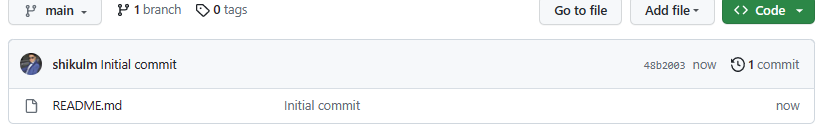 main 1 branch 0 tags Go to file Add file Code
shikulm Initial commit 48b2003 now 1 commit
README.md Initial commit now